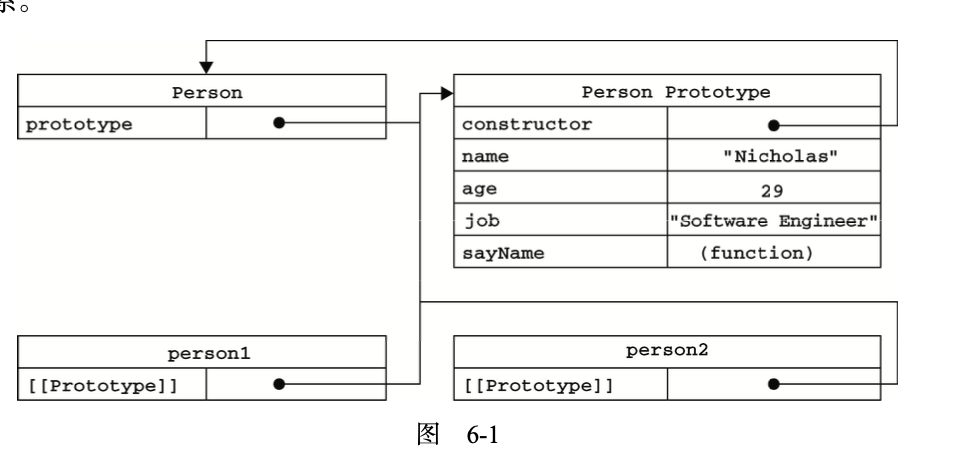 系。
Person
prototype
Person Prototype
constructor
name "Nicholas"
age 29
job "Software Engineer"
sayName (function)
person1
[[Prototype]]
person2
[[Prototype]]
图 6-1